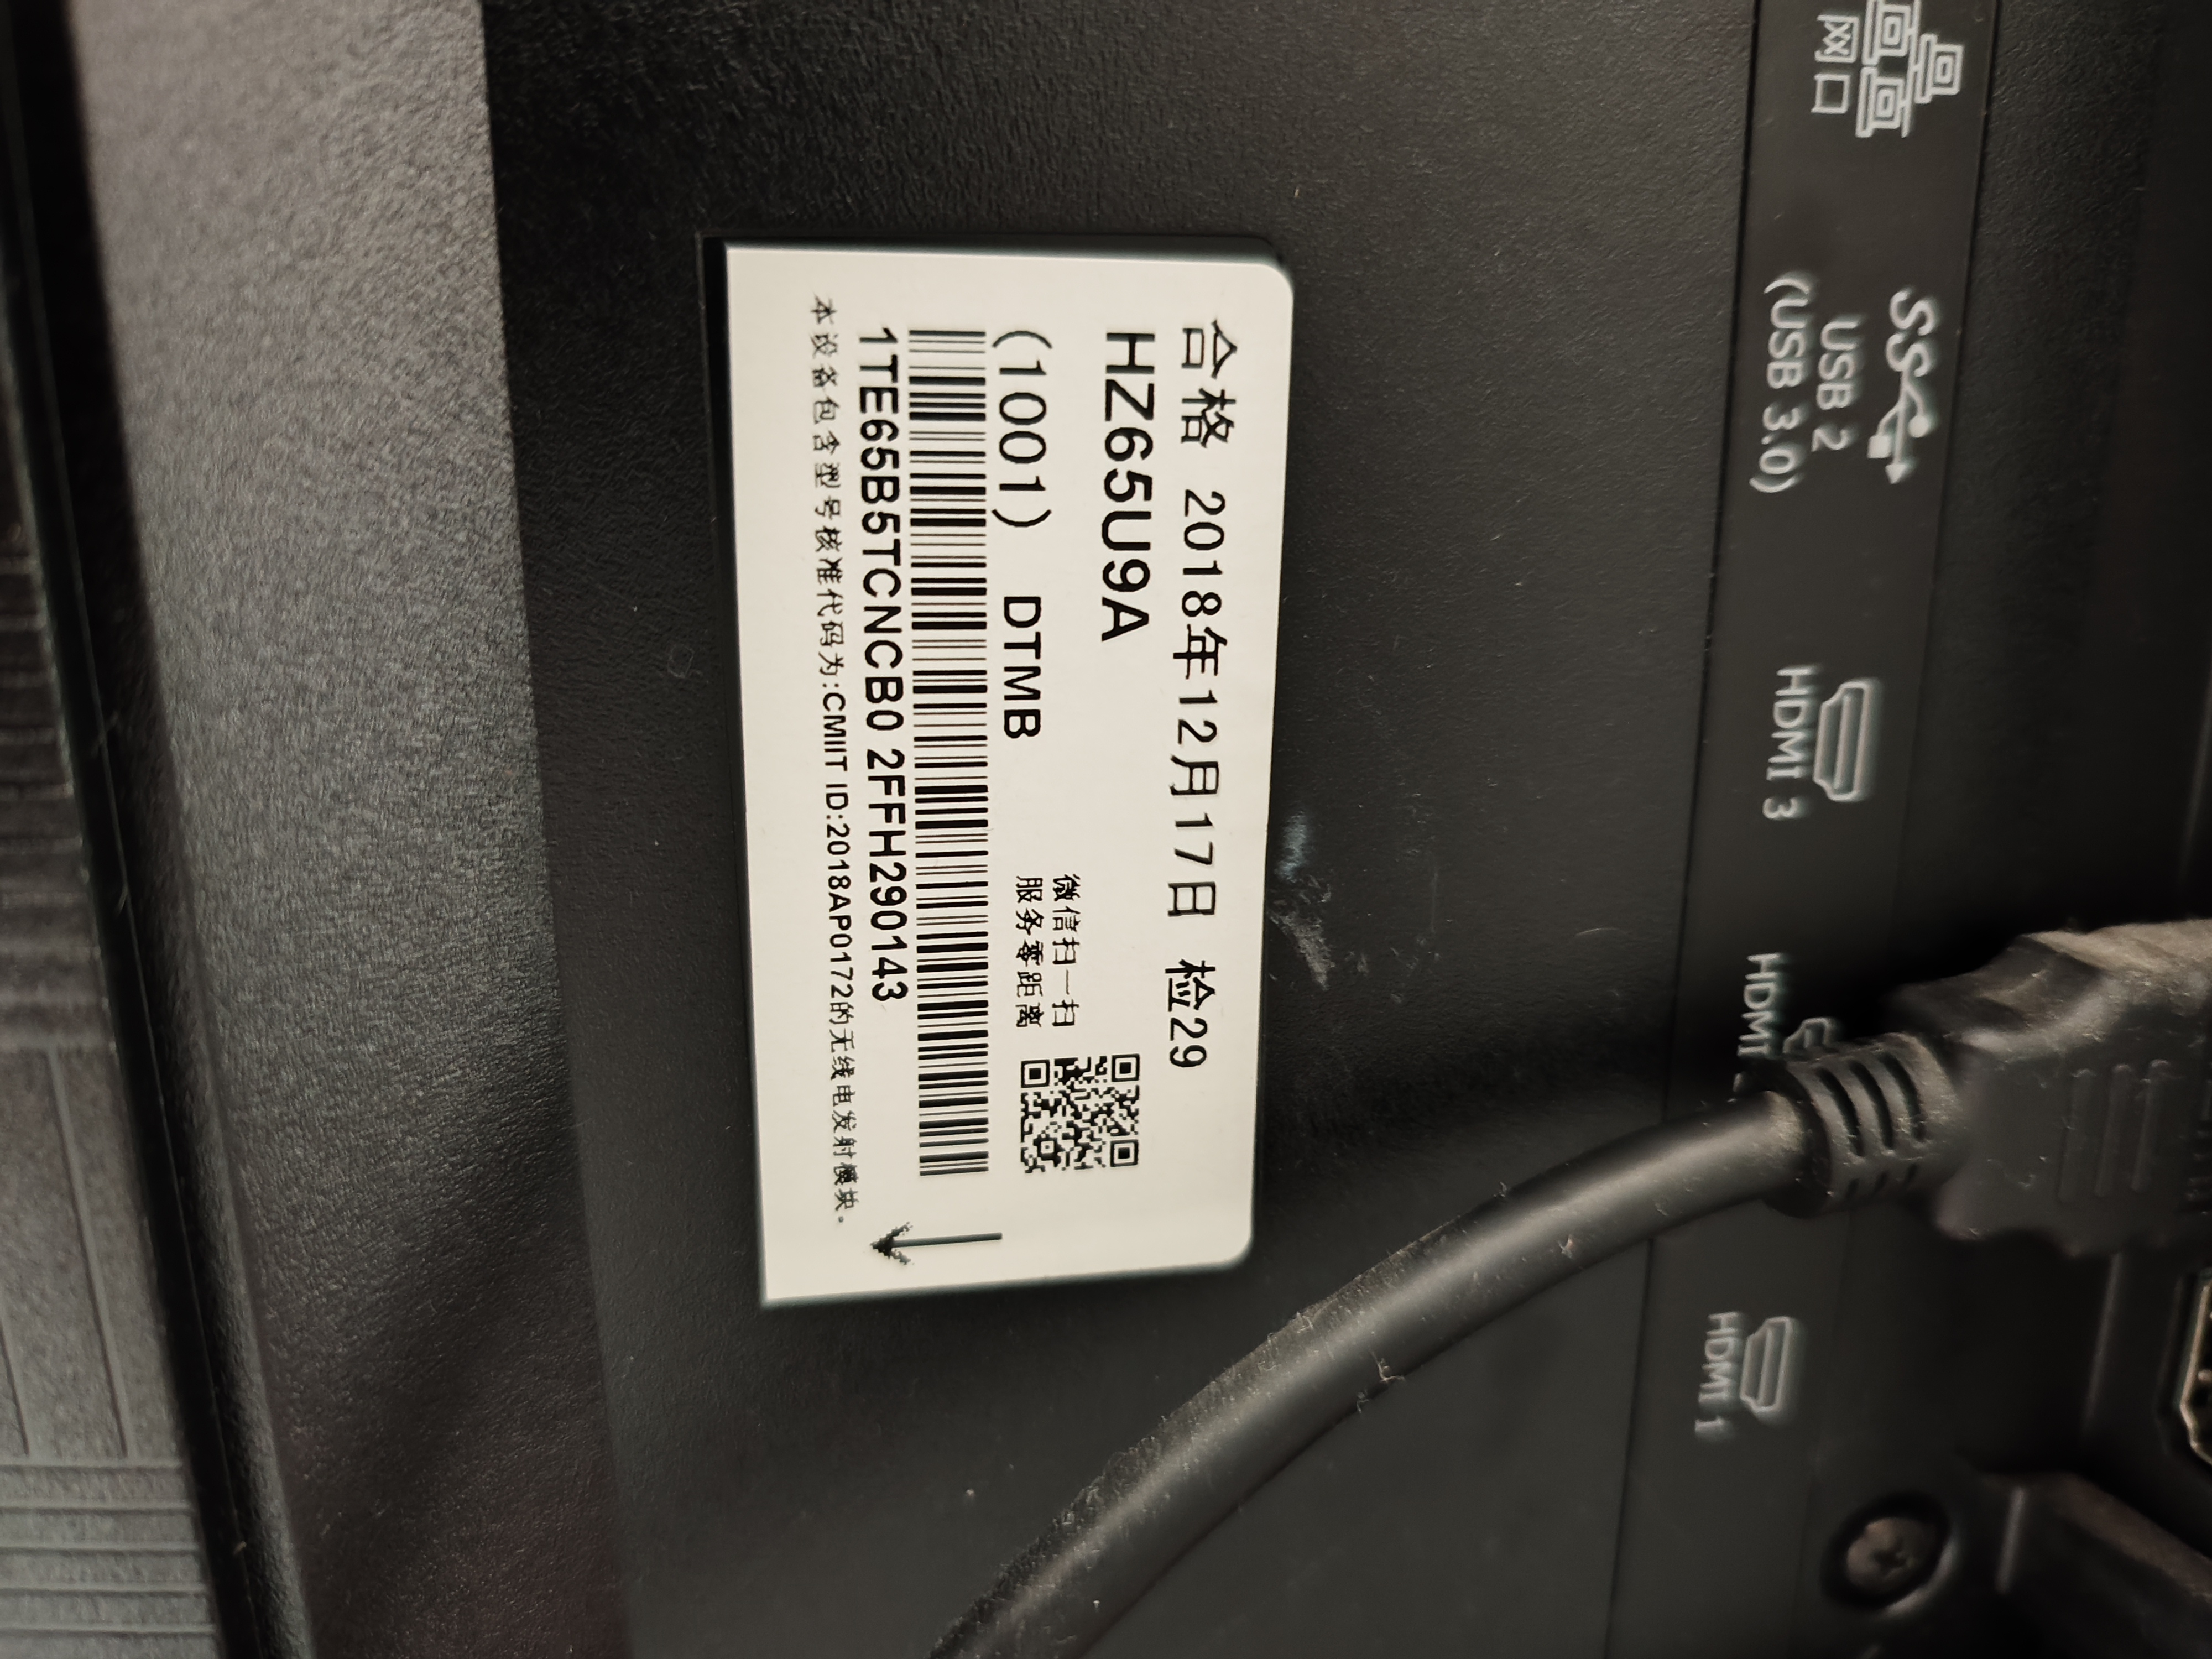 合格 2018年12月17日 检29
HZ65U9A
微信扫一扫
服务零距离
(1001) DTMB
1TE65B5TCNCB0 2FFH290143
本设备包含型号核准代码为:CMIIT ID:2018AP0172的无线电发射模块。
网口
USB 2
(USB 3.0)
HDMI 3
HDMI
HDMI 1